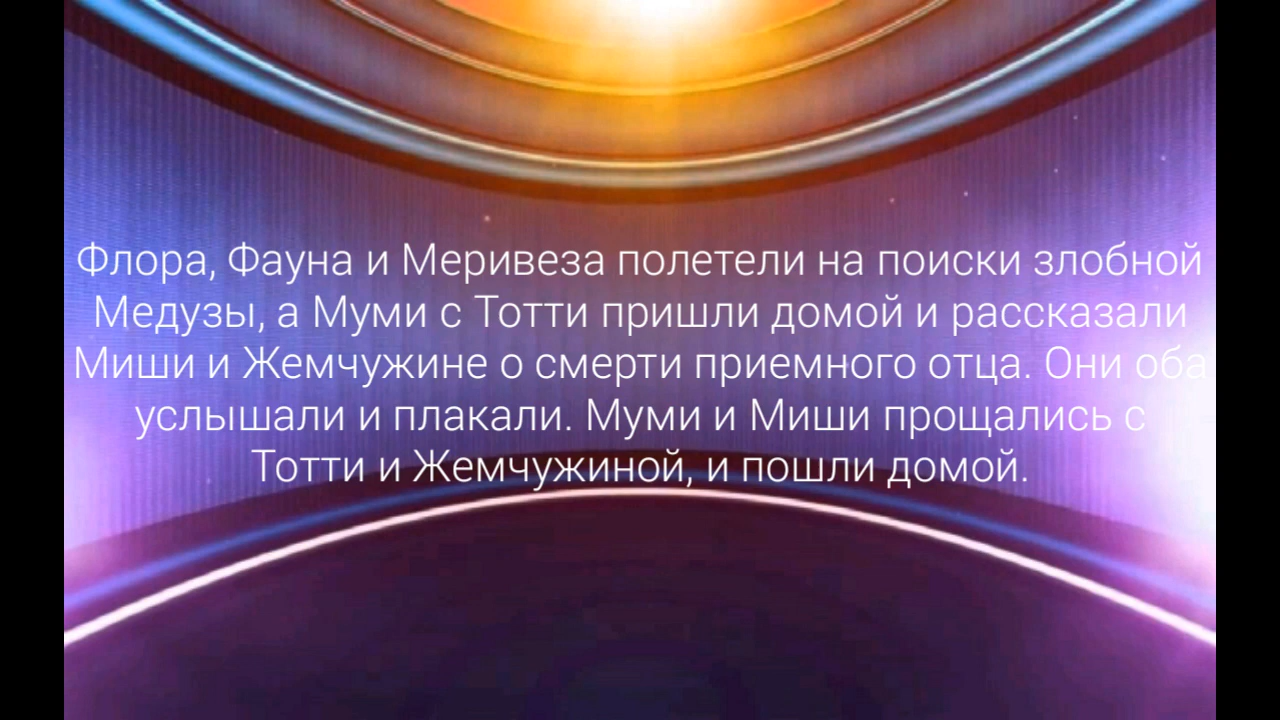 Флора, Фауна и Меривеза полетели на поиски злобной
Медузы, а Муми с Тотти пришли домой и рассказали
Миши и Жемчужине о смерти приемного отца. Они оба
услышали и плакали. Муми и Миши прощались с
Тотти и Жемчужиной, и пошли домой.